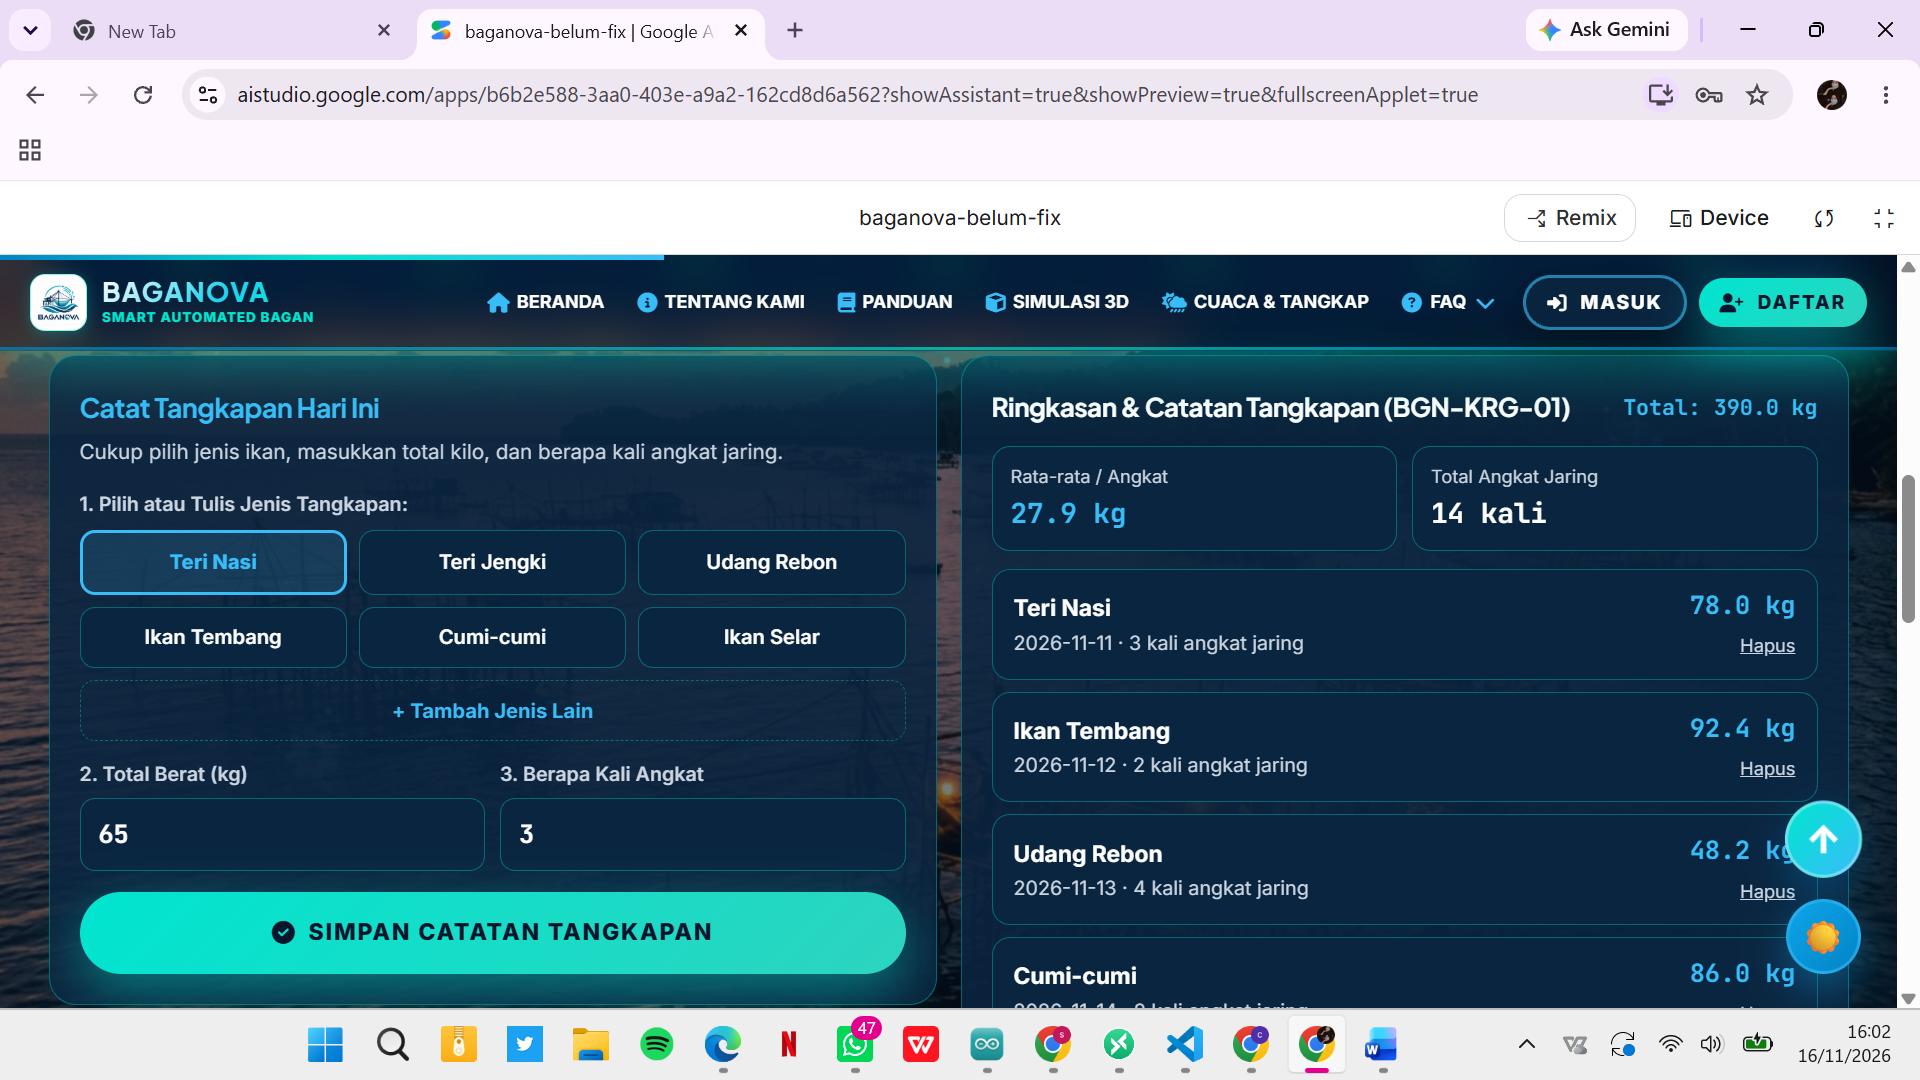 New Tab
baganova-belum-fix | Google A
Ask Gemini
aistudio.google.com/apps/b6b2e588-3aa0-403e-a9a2-162cd8d6a562?showAssistant=true&showPreview=true&fullscreenApplet=true
baganova-belum-fix
Remix
Device
BAGANOVA
SMART AUTOMATED BAGAN
BAGANOVA
BERANDA
TENTANG KAMI
PANDUAN
SIMULASI 3D
CUACA & TANGKAP
FAQ
MASUK
DAFTAR
Catat Tangkapan Hari Ini
Cukup pilih jenis ikan, masukkan total kilo, dan berapa kali angkat jaring.
1. Pilih atau Tulis Jenis Tangkapan:
Teri Nasi
Teri Jengki
Udang Rebon
Ikan Tembang
Cumi-cumi
Ikan Selar
+ Tambah Jenis Lain
2. Total Berat (kg)
3. Berapa Kali Angkat
65
3
SIMPAN CATATAN TANGKAPAN
Ringkasan & Catatan Tangkapan (BGN-KRG-01)
Total: 390.0 kg
Rata-rata / Angkat
27.9 kg
Total Angkat Jaring
14 kali
Teri Nasi
78.0 kg
2026-11-11 · 3 kali angkat jaring
Hapus
Ikan Tembang
92.4 kg
2026-11-12 · 2 kali angkat jaring
Hapus
Udang Rebon
48.2 kg
2026-11-13 · 4 kali angkat jaring
Hapus
Cumi-cumi
86.0 kg
47
16:02
16/11/2026